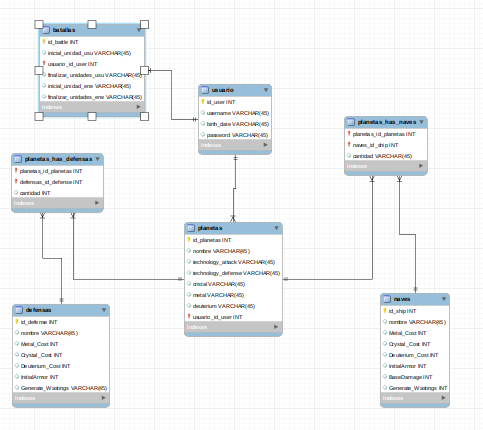 batallas
id_battle INT
inicial_unidad_usu VARCHAR(45)
usuario_id_user INT
finalizar_unidades_usu VARCHAR(45)
inicial_unidad_ene VARCHAR(45)
finalizar_unidades_ene VARCHAR(45)
Indexes
usuario
id_user INT
username VARCHAR(45)
birth_date VARCHAR(45)
password VARCHAR(45)
Indexes
planetas_has_naves
planetas_id_planetas INT
naves_id_ship INT
cantidad VARCHAR(45)
Indexes
planetas_has_defensas
planetas_id_planetas INT
defensas_id_defense INT
cantidad INT
Indexes
planetas
id_planetas INT
nombre VARCHAR(65)
technology_attack VARCHAR(45)
technology_defense VARCHAR(45)
cristal VARCHAR(45)
metal VARCHAR(45)
deuterium VARCHAR(45)
usuario_id_user INT
Indexes
defensas
id_defense INT
nombre VARCHAR(65)
Metal_Cost INT
Crystal_Cost INT
Deuterium_Cost INT
InitialArmor INT
Generate_Wastings VARCHAR(65)
Indexes
naves
id_ship INT
nombre VARCHAR(65)
Metal_Cost INT
Crystal_Cost INT
Deuterium_Cost INT
InitialArmor INT
BaseDamage INT
Generate_Wastings INT
Indexes